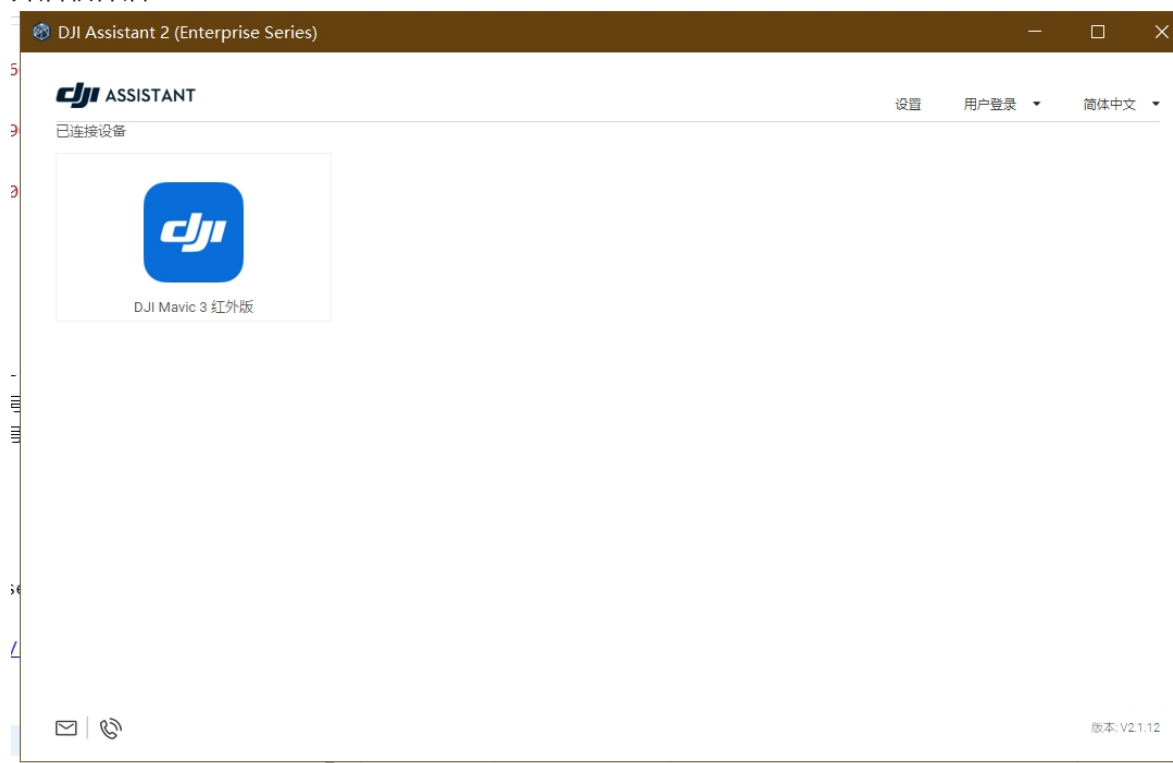 DJI Assistant 2 (Enterprise Series)
dji ASSISTANT
设置 用户登录 简体中文
已连接设备
dji
DJI Mavic 3 红外版
版本: V2.1.12